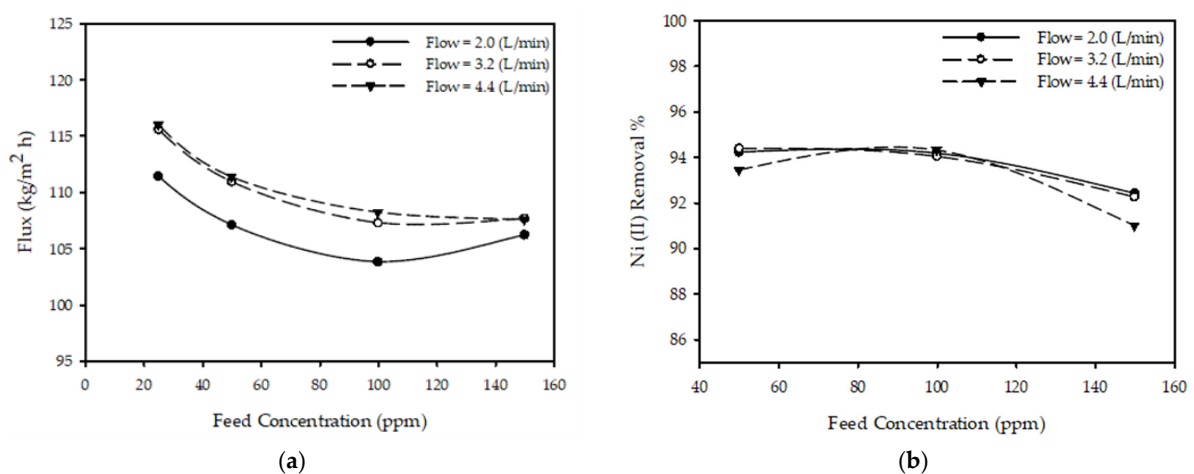 125
120
115
110
105
100
95
Flux (kg/m² h)
0 20 40 60 80 100 120 140 160
Feed Concentration (ppm)
Flow = 2.0 (L/min)
Flow = 3.2 (L/min)
Flow = 4.4 (L/min)
(a)
100
98
96
94
92
90
88
86
Ni (II) Removal %
40 60 80 100 120 140 160
Feed Concentration (ppm)
Flow= 2.0 (L/min)
Flow= 3.2 (L/min)
Flow= 4.4 (L/min)
(b)